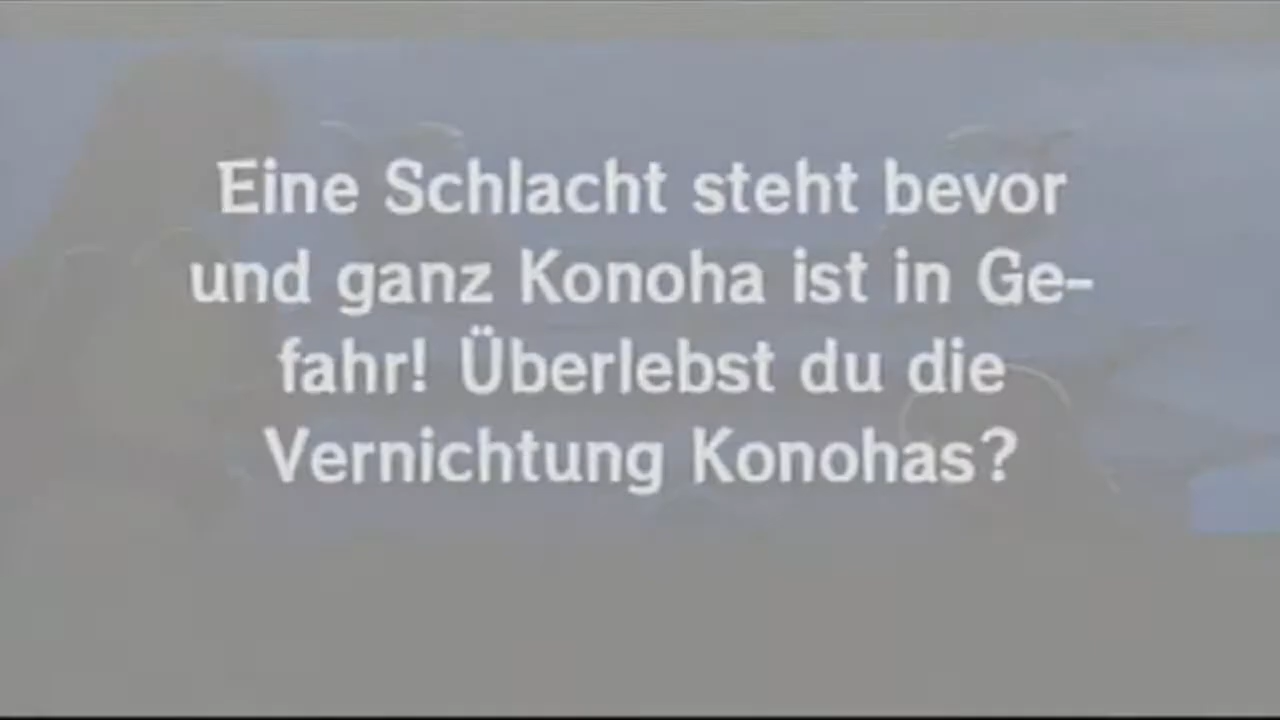 Eine Schlacht steht bevor
und ganz Konoha ist in Ge-
fahr! Überlebst du die
Vernichtung Konohas?